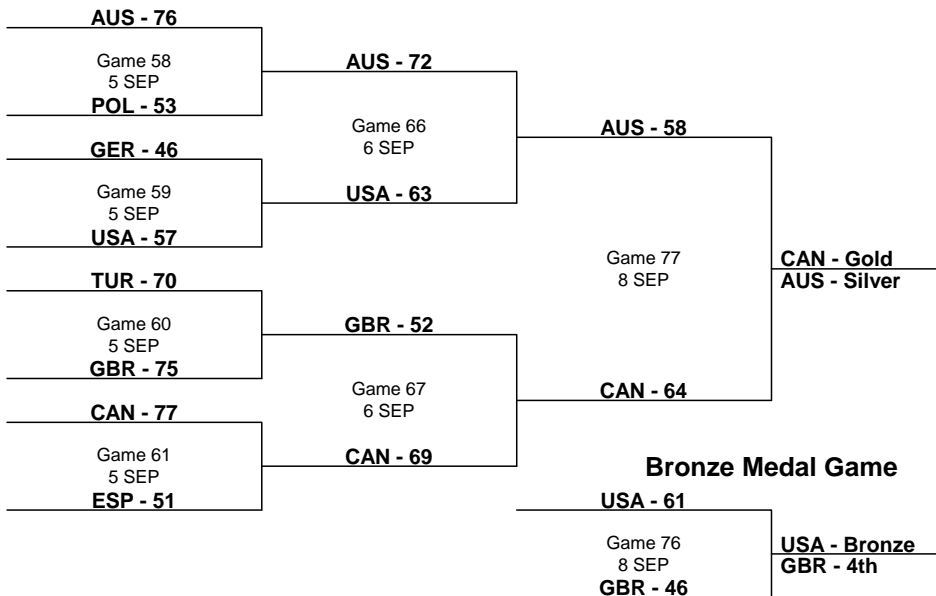 AUS - 76
Game 58
5 SEP
POL - 53
GER - 46
Game 59
5 SEP
USA - 57
TUR - 70
Game 60
5 SEP
GBR - 75
CAN - 77
Game 61
5 SEP
ESP - 51
AUS - 72
Game 66
6 SEP
USA - 63
GBR - 52
Game 67
6 SEP
CAN - 69
AUS - 58
Game 77
8 SEP
CAN - 64
CAN - Gold
AUS - Silver
Bronze Medal Game
USA - 61
Game 76
8 SEP
GBR - 46
USA - Bronze
GBR - 4th